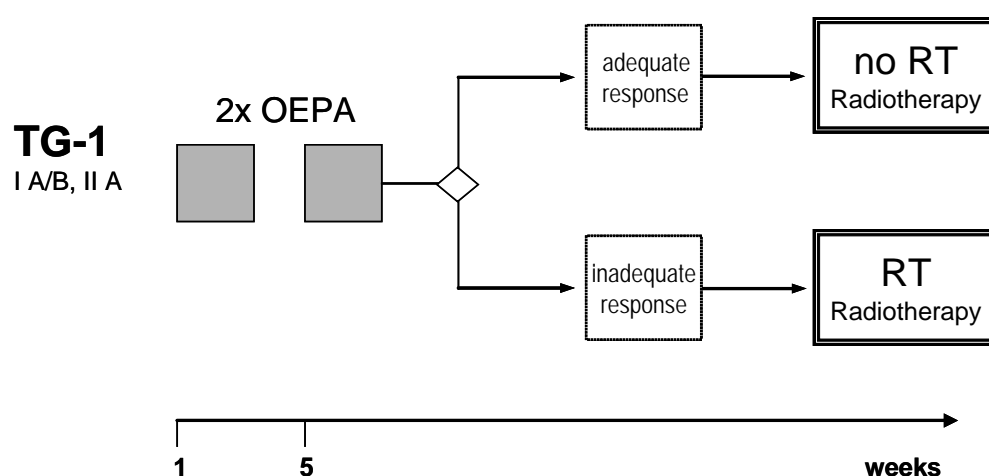 TG-1
I A/B, II A
2x OEPA
adequate
response
no RT
Radiotherapy
inadequate
response
RT
Radiotherapy
1
5
weeks